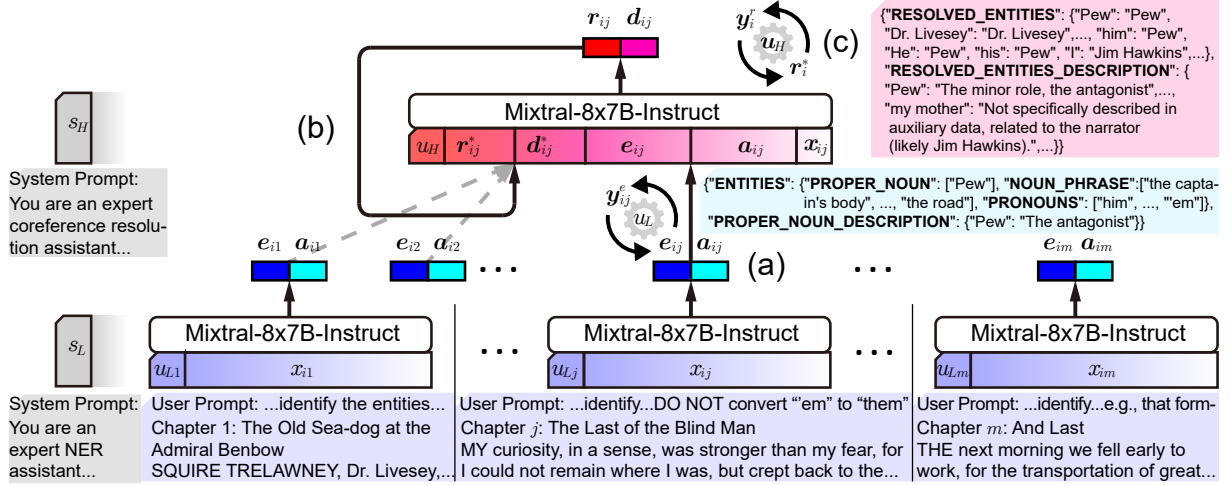 r_ij d_ij
y_i^r
u_H
r_i^*
(c)
{"RESOLVED_ENTITIES": {"Pew": "Pew",
"Dr. Livesey": "Dr. Livesey",..., "him": "Pew",
"He": "Pew", "his": "Pew", "I": "Jim Hawkins",...},
"RESOLVED_ENTITIES_DESCRIPTION": {
"Pew": "The minor role, the antagonist",...,
"my mother": "Not specifically described in
auxiliary data, related to the narrator
(likely Jim Hawkins).",...}}
s_H
(b)
Mixtral-8x7B-Instruct
u_H r_ij^* d_ij^* e_ij a_ij x_ij
System Prompt:
You are an expert
coreference resolu-
tion assistant...
y_ij^e
u_L
{"ENTITIES": {"PROPER_NOUN": ["Pew"], "NOUN_PHRASE":["the capta-
in's body", ..., "the road"], "PRONOUNS": ["him", ..., "'em"]},
"PROPER_NOUN_DESCRIPTION": {"Pew": "The antagonist"}}
e_i1 a_i1
e_i2 a_i2
...
e_ij a_ij
(a)
...
e_im a_im
s_L
Mixtral-8x7B-Instruct
u_L1 x_i1
...
Mixtral-8x7B-Instruct
u_Lj x_ij
...
Mixtral-8x7B-Instruct
u_Lm x_im
System Prompt:
You are an
expert NER
assistant...
User Prompt: ...identify the entities...
Chapter 1: The Old Sea-dog at the
Admiral Benbow
SQUIRE TRELAWNEY, Dr. Livesey,...
User Prompt: ...identify...DO NOT convert "'em" to "them"
Chapter j: The Last of the Blind Man
MY curiosity, in a sense, was stronger than my fear, for
I could not remain where I was, but crept back to the...
User Prompt: ...identify...e.g., that form-
Chapter m: And Last
THE next morning we fell early to
work, for the transportation of great...